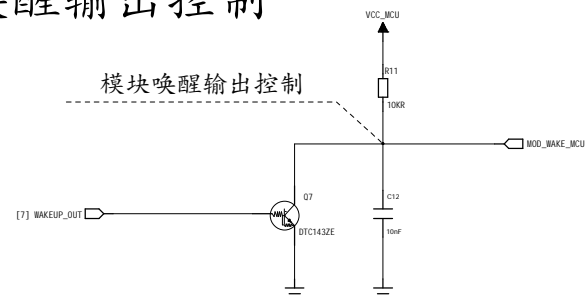 唤醒输出控制
VCC_MCU
R11
模块唤醒输出控制
10KR
MOD_WAKE_MCU
Q7
C12
[7] WAKEUP_OUT
DTC143ZE
10nF